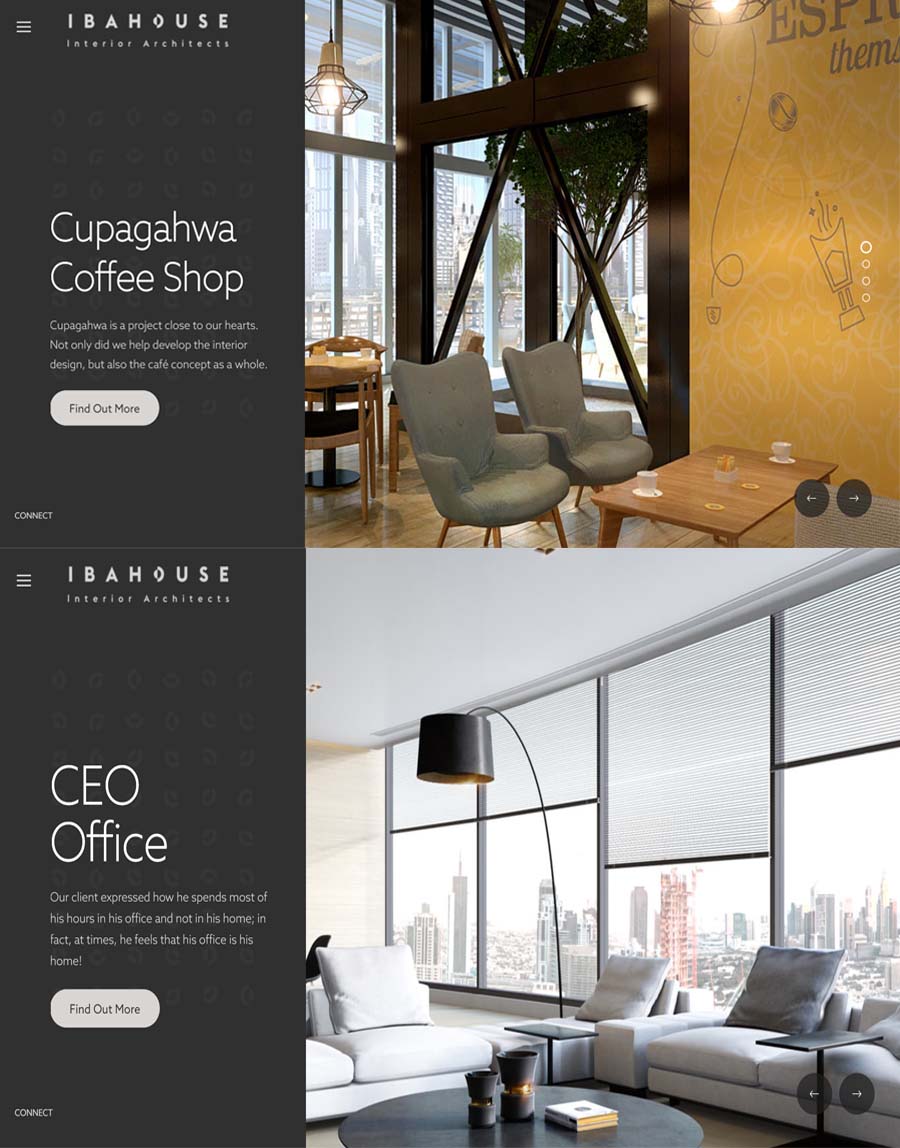 IBAHOUSE
Interior Architects
Cupagahwa
Coffee Shop
Cupagahwa is a project close to our hearts.
Not only did we help develop the interior
design, but also the café concept as a whole.
Find Out More
CONNECT
thems
IBAHOUSE
Interior Architects
CEO
Office
Our client expressed how he spends most of
his hours in his office and not in his home; in
fact, at times, he feels that his office is his
home!
Find Out More
CONNECT